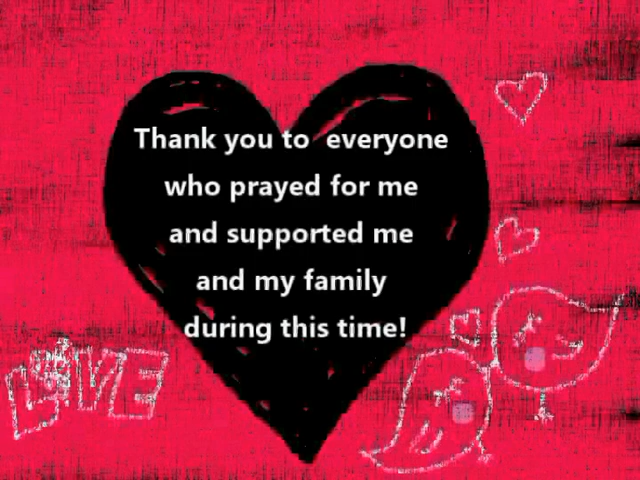 Thank you to everyone
who prayed for me
and supported me
and my family
during this time!
LOVE